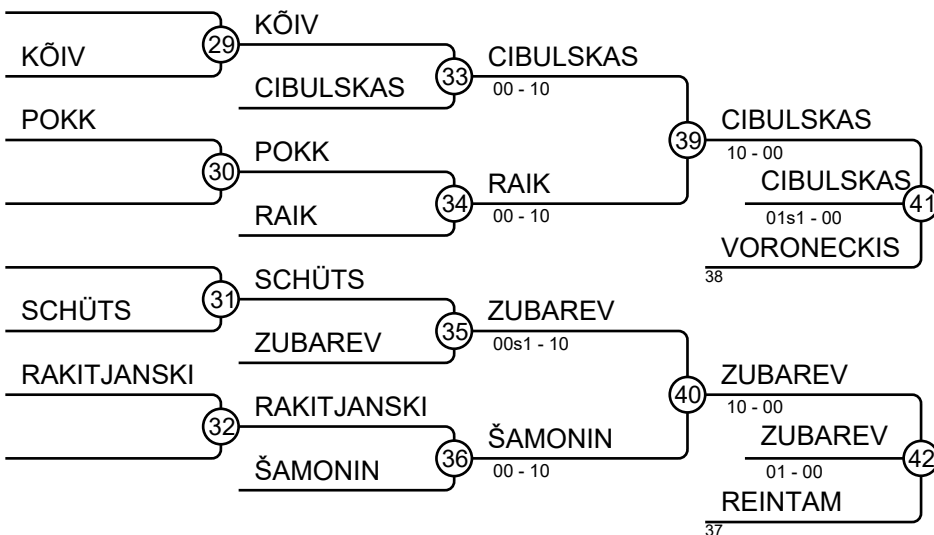 KÕIV
29
KÕIV
CIBULSKAS
33
CIBULSKAS
00 - 10
POKK
30
POKK
RAIK
34
RAIK
00 - 10
39
CIBULSKAS
10 - 00
CIBULSKAS
01s1 - 00
41
VORONECKIS
38
SCHÜTS
31
SCHÜTS
ZUBAREV
35
ZUBAREV
00s1 - 10
RAKITJANSKI
32
RAKITJANSKI
ŠAMONIN
36
ŠAMONIN
00 - 10
40
ZUBAREV
10 - 00
ZUBAREV
01 - 00
42
REINTAM
37